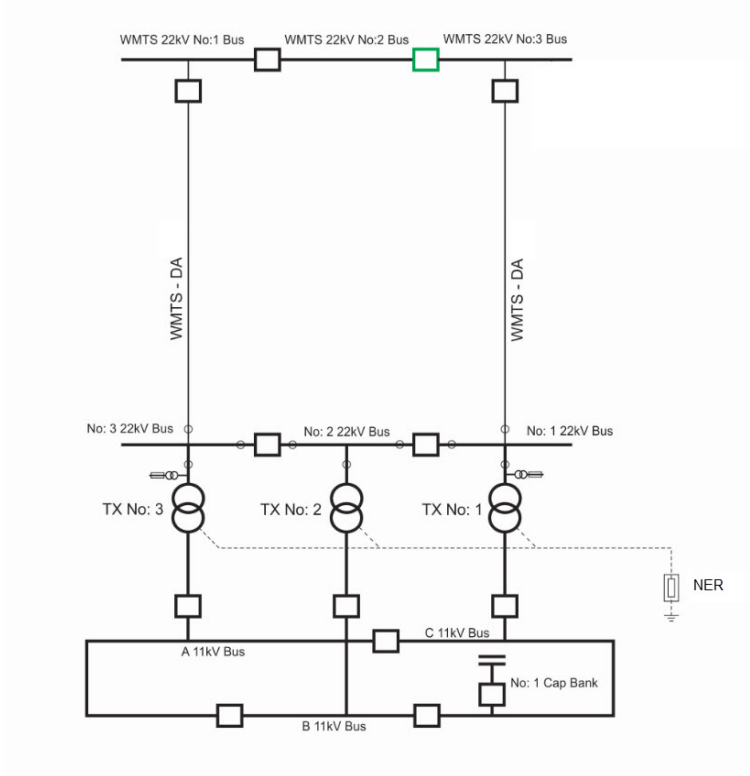 WMTS 22kV No:1 Bus
WMTS 22kV No:2 Bus
WMTS 22kV No:3 Bus
WMTS - DA
WMTS - DA
No: 3 22kV Bus
No: 2 22kV Bus
No: 1 22kV Bus
TX No: 3
TX No: 2
TX No: 1
NER
A 11kV Bus
C 11kV Bus
No: 1 Cap Bank
B 11kV Bus